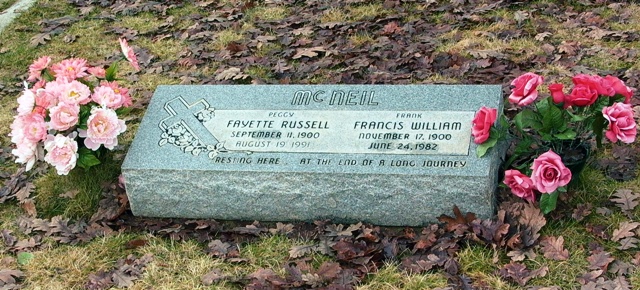 McNEIL
PEGGY
FAYETTE RUSSELL
SEPTEMBER 11, 1900
AUGUST 19, 1991
FRANK
FRANCIS WILLIAM
NOVEMBER 17, 1900
JUNE 24, 1982
RESTING HERE . . AT THE END OF A LONG JOURNEY